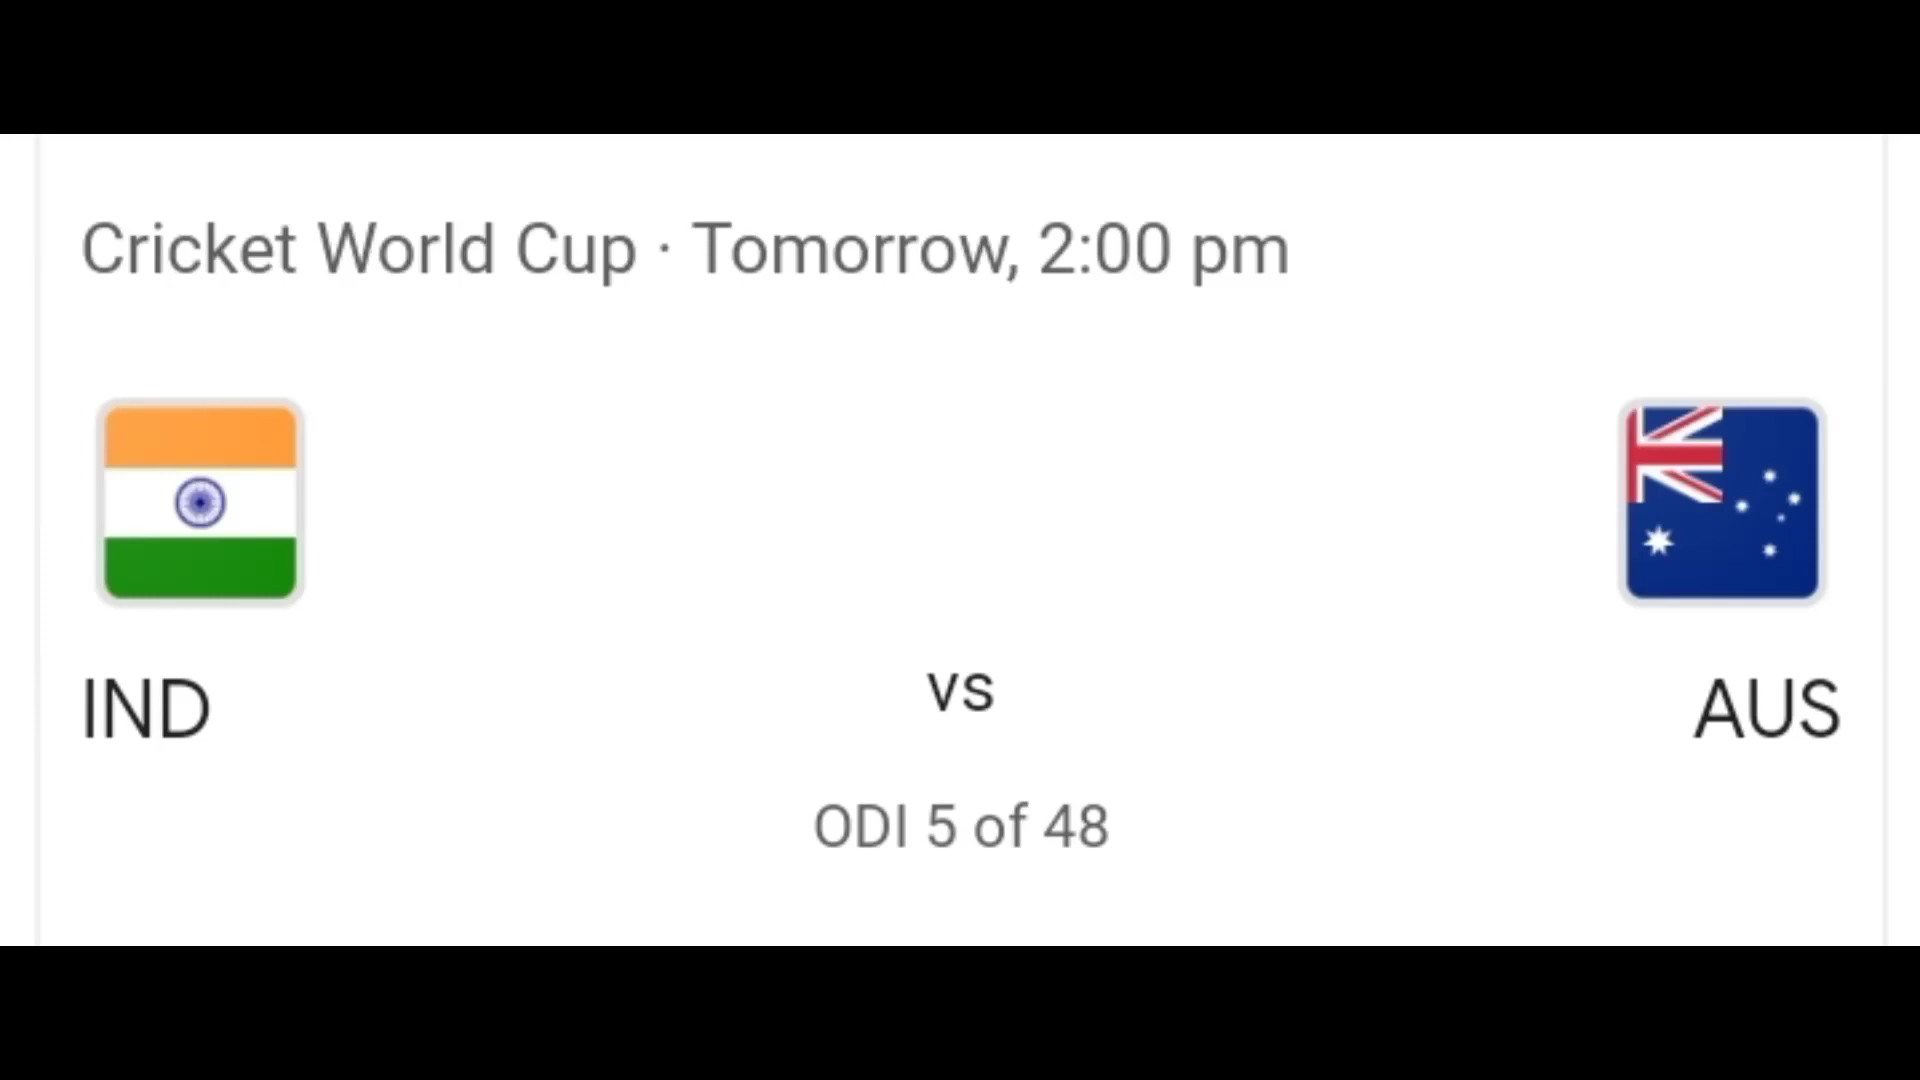 Cricket World Cup · Tomorrow, 2:00 pm
IND vs AUS
ODI 5 of 48